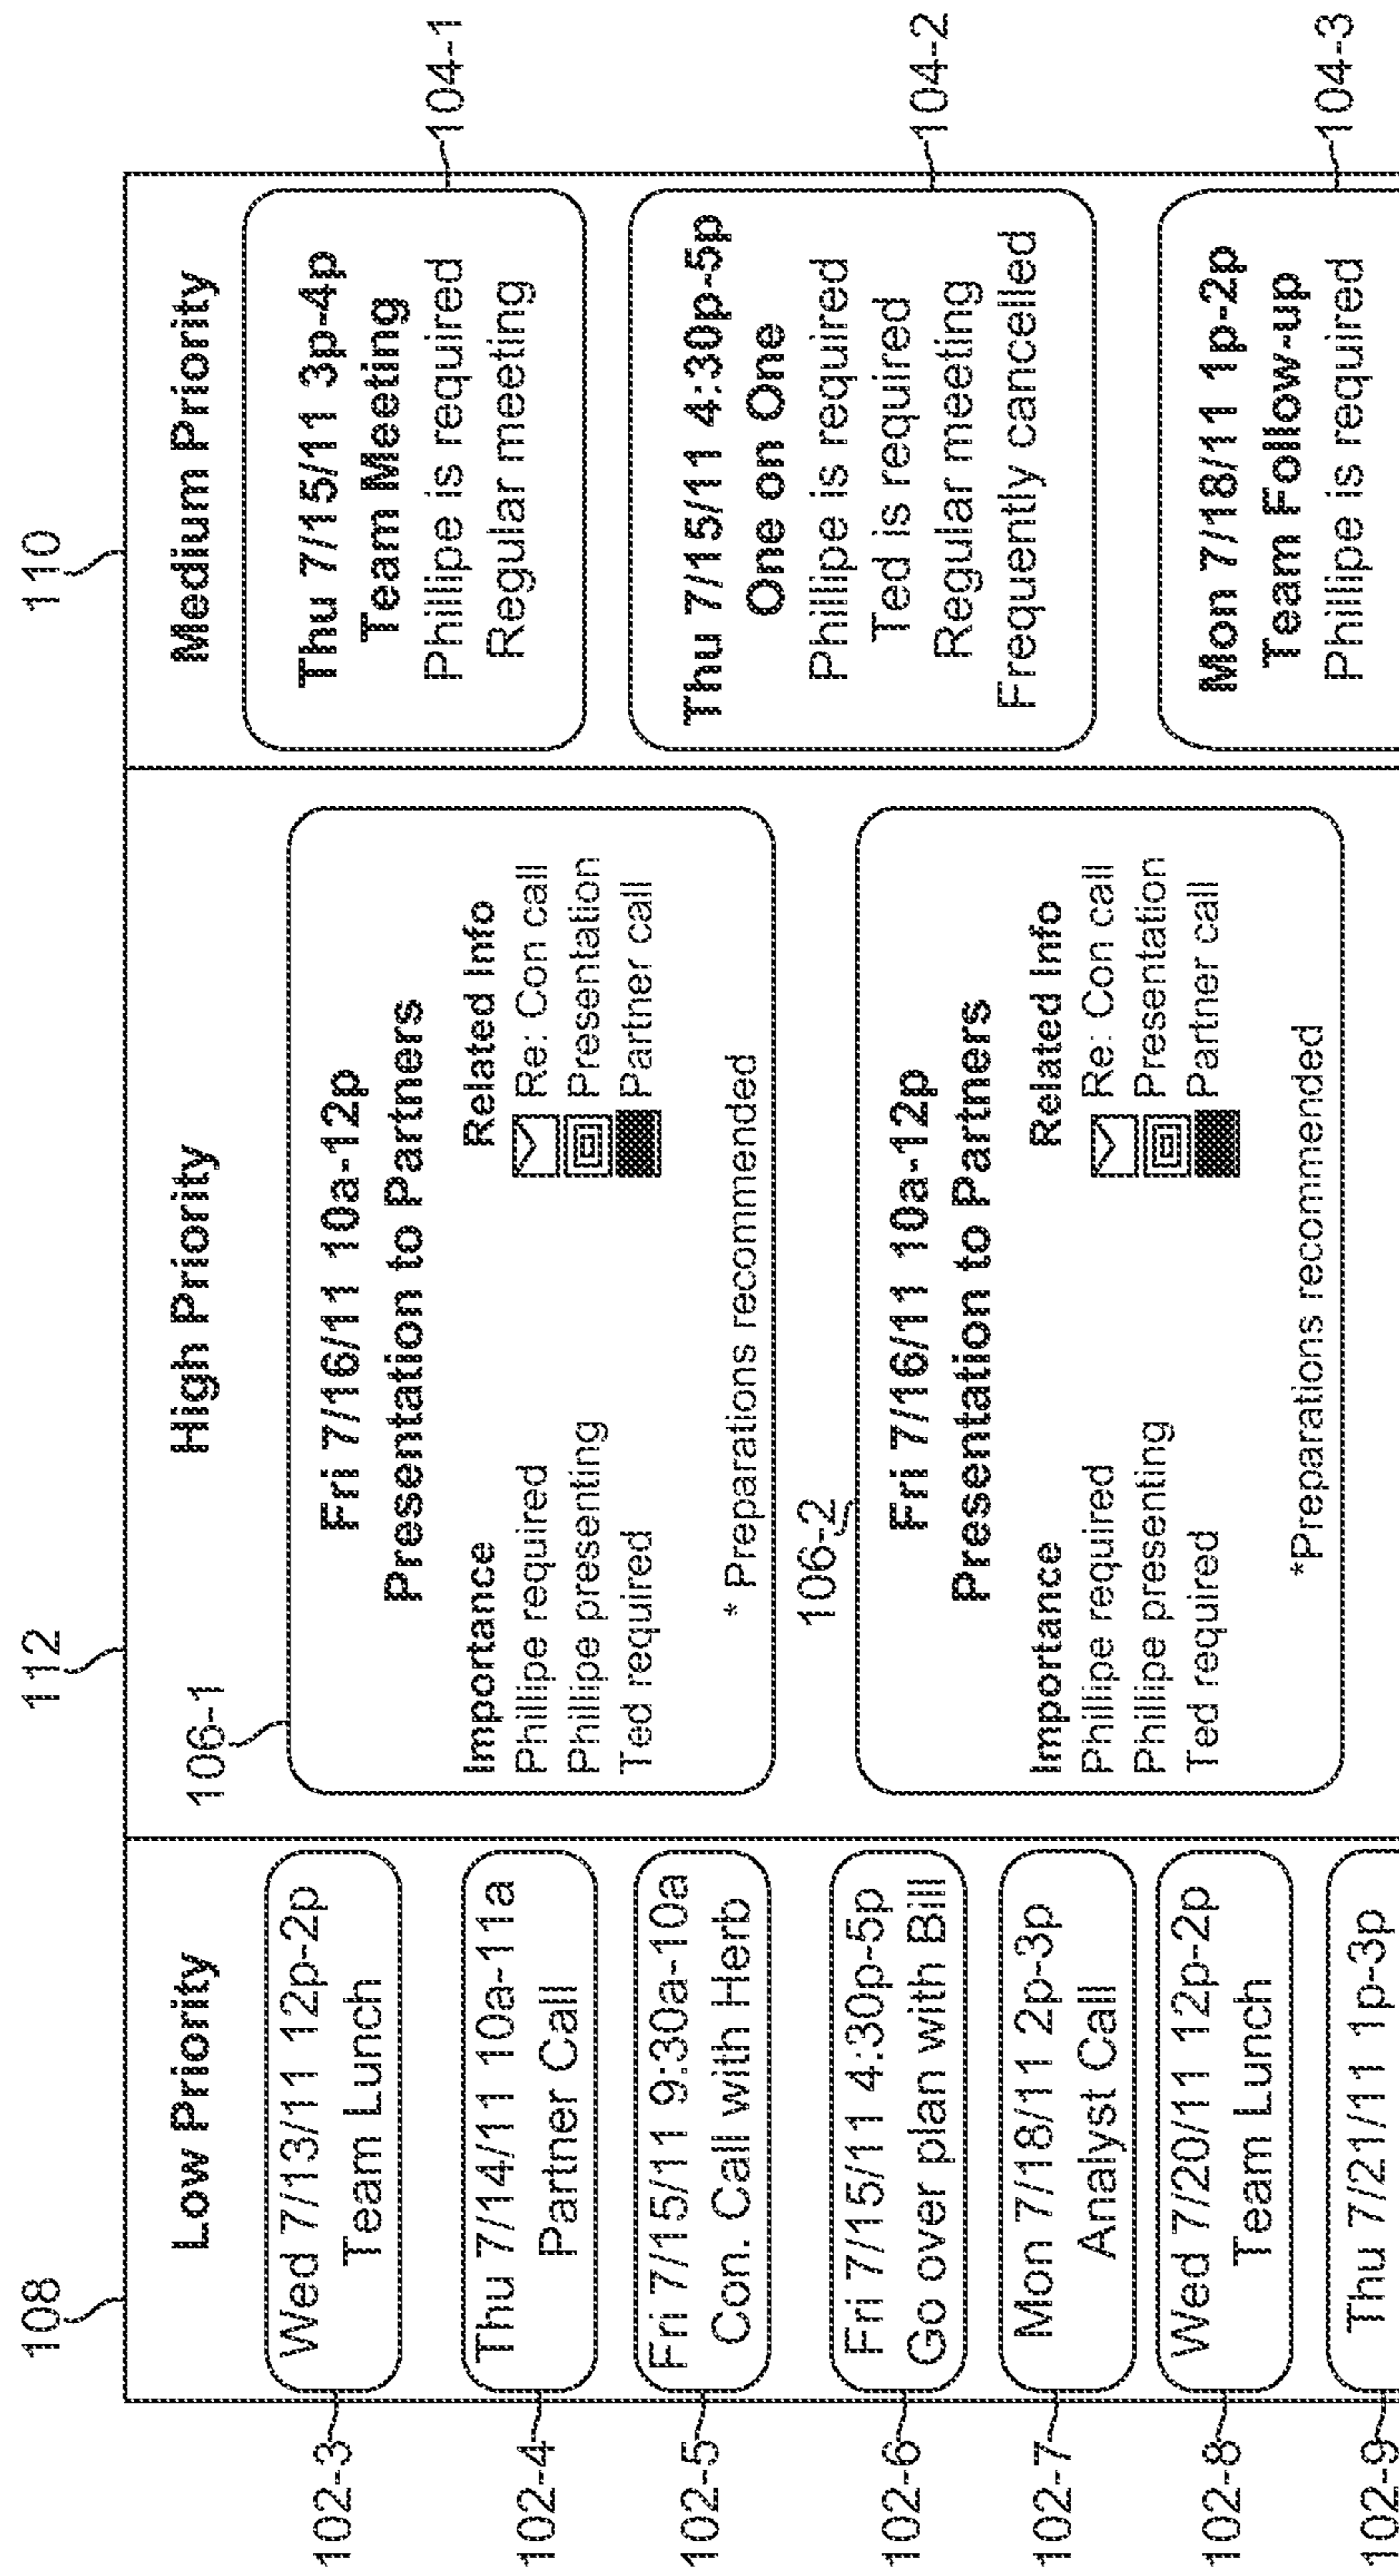 108
112
110
Low Priority
102-3
Wed 7/13/11 12p-2p
Team Lunch
102-4
Thu 7/14/11 10a-11a
Partner Call
102-5
Fri 7/15/11 9:30a-10a
Con. Call with Herb
102-6
Fri 7/15/11 4:30p-5p
Go over plan with Bill
102-7
Mon 7/18/11 2p-3p
Analyst Call
102-8
Wed 7/20/11 12p-2p
Team Lunch
102-9
Thu 7/21/11 1p-3p
High Priority
106-1
Fri 7/16/11 10a-12p
Presentation to Partners
Importance
Phillipe required
Phillipe presenting
Ted required
Related Info
Re: Con call
Presentation
Partner call
* Preparations recommended
106-2
Fri 7/16/11 10a-12p
Presentation to Partners
Importance
Phillipe required
Phillipe presenting
Ted required
Related Info
Re: Con call
Presentation
Partner call
*Preparations recommended
Medium Priority
Thu 7/15/11 3p-4p
Team Meeting
Phillipe is required
Regular meeting
104-1
Thu 7/15/11 4:30p-5p
One on One
Phillipe is required
Ted is required
Regular meeting
Frequently cancelled
104-2
Mon 7/18/11 1p-2p
Team Follow-up
Phillipe is required
104-3